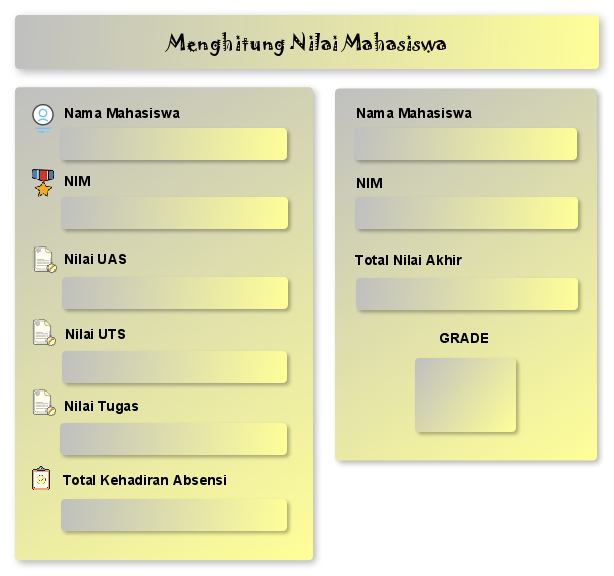 Menghitung Nilai Mahasiswa
Nama Mahasiswa
NIM
Nilai UAS
Nilai UTS
Nilai Tugas
Total Kehadiran Absensi
Nama Mahasiswa
NIM
Total Nilai Akhir
GRADE